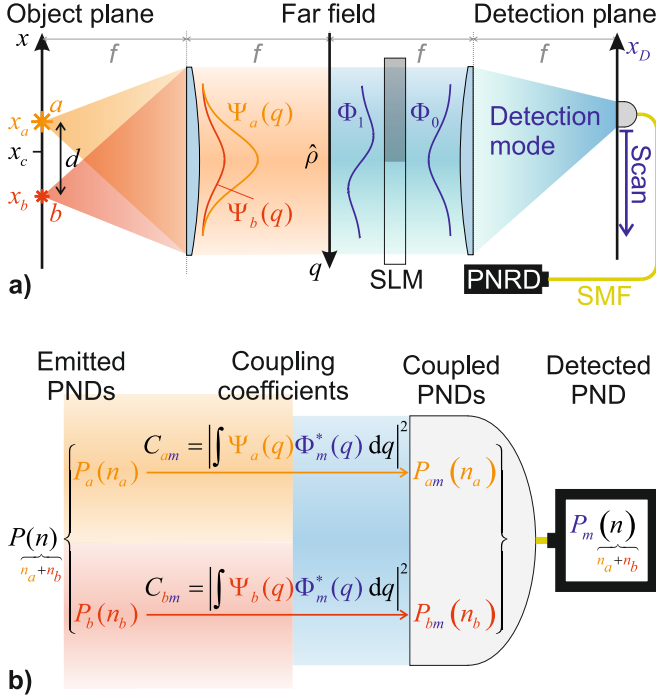 Object plane
Far field
Detection plane
x
f
f
f
f
x_D
a
x_a
Ψ_a(q)
Φ_1
Φ_0
Detection mode
x_c
d
ρ̂
Scan
x_b
b
Ψ_b(q)
q
SLM
PNRD
SMF
a)
Emitted PNDs
Coupling coefficients
Coupled PNDs
Detected PND
C_am = |∫ Ψ_a(q)Φ*_m(q) dq|²
P_a(n_a)
P_am(n_a)
P(n)
n_a+n_b
P_m(n)
n_a+n_b
C_bm = |∫ Ψ_b(q)Φ*_m(q) dq|²
P_b(n_b)
P_bm(n_b)
b)